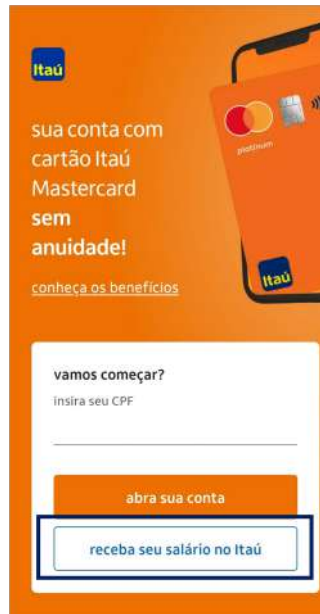 Itaú
sua conta com
cartão Itaú
Mastercard
sem
anuidade!
conheça os benefícios
platinum
Itaú
vamos começar?
insira seu CPF
abra sua conta
receba seu salário no Itaú